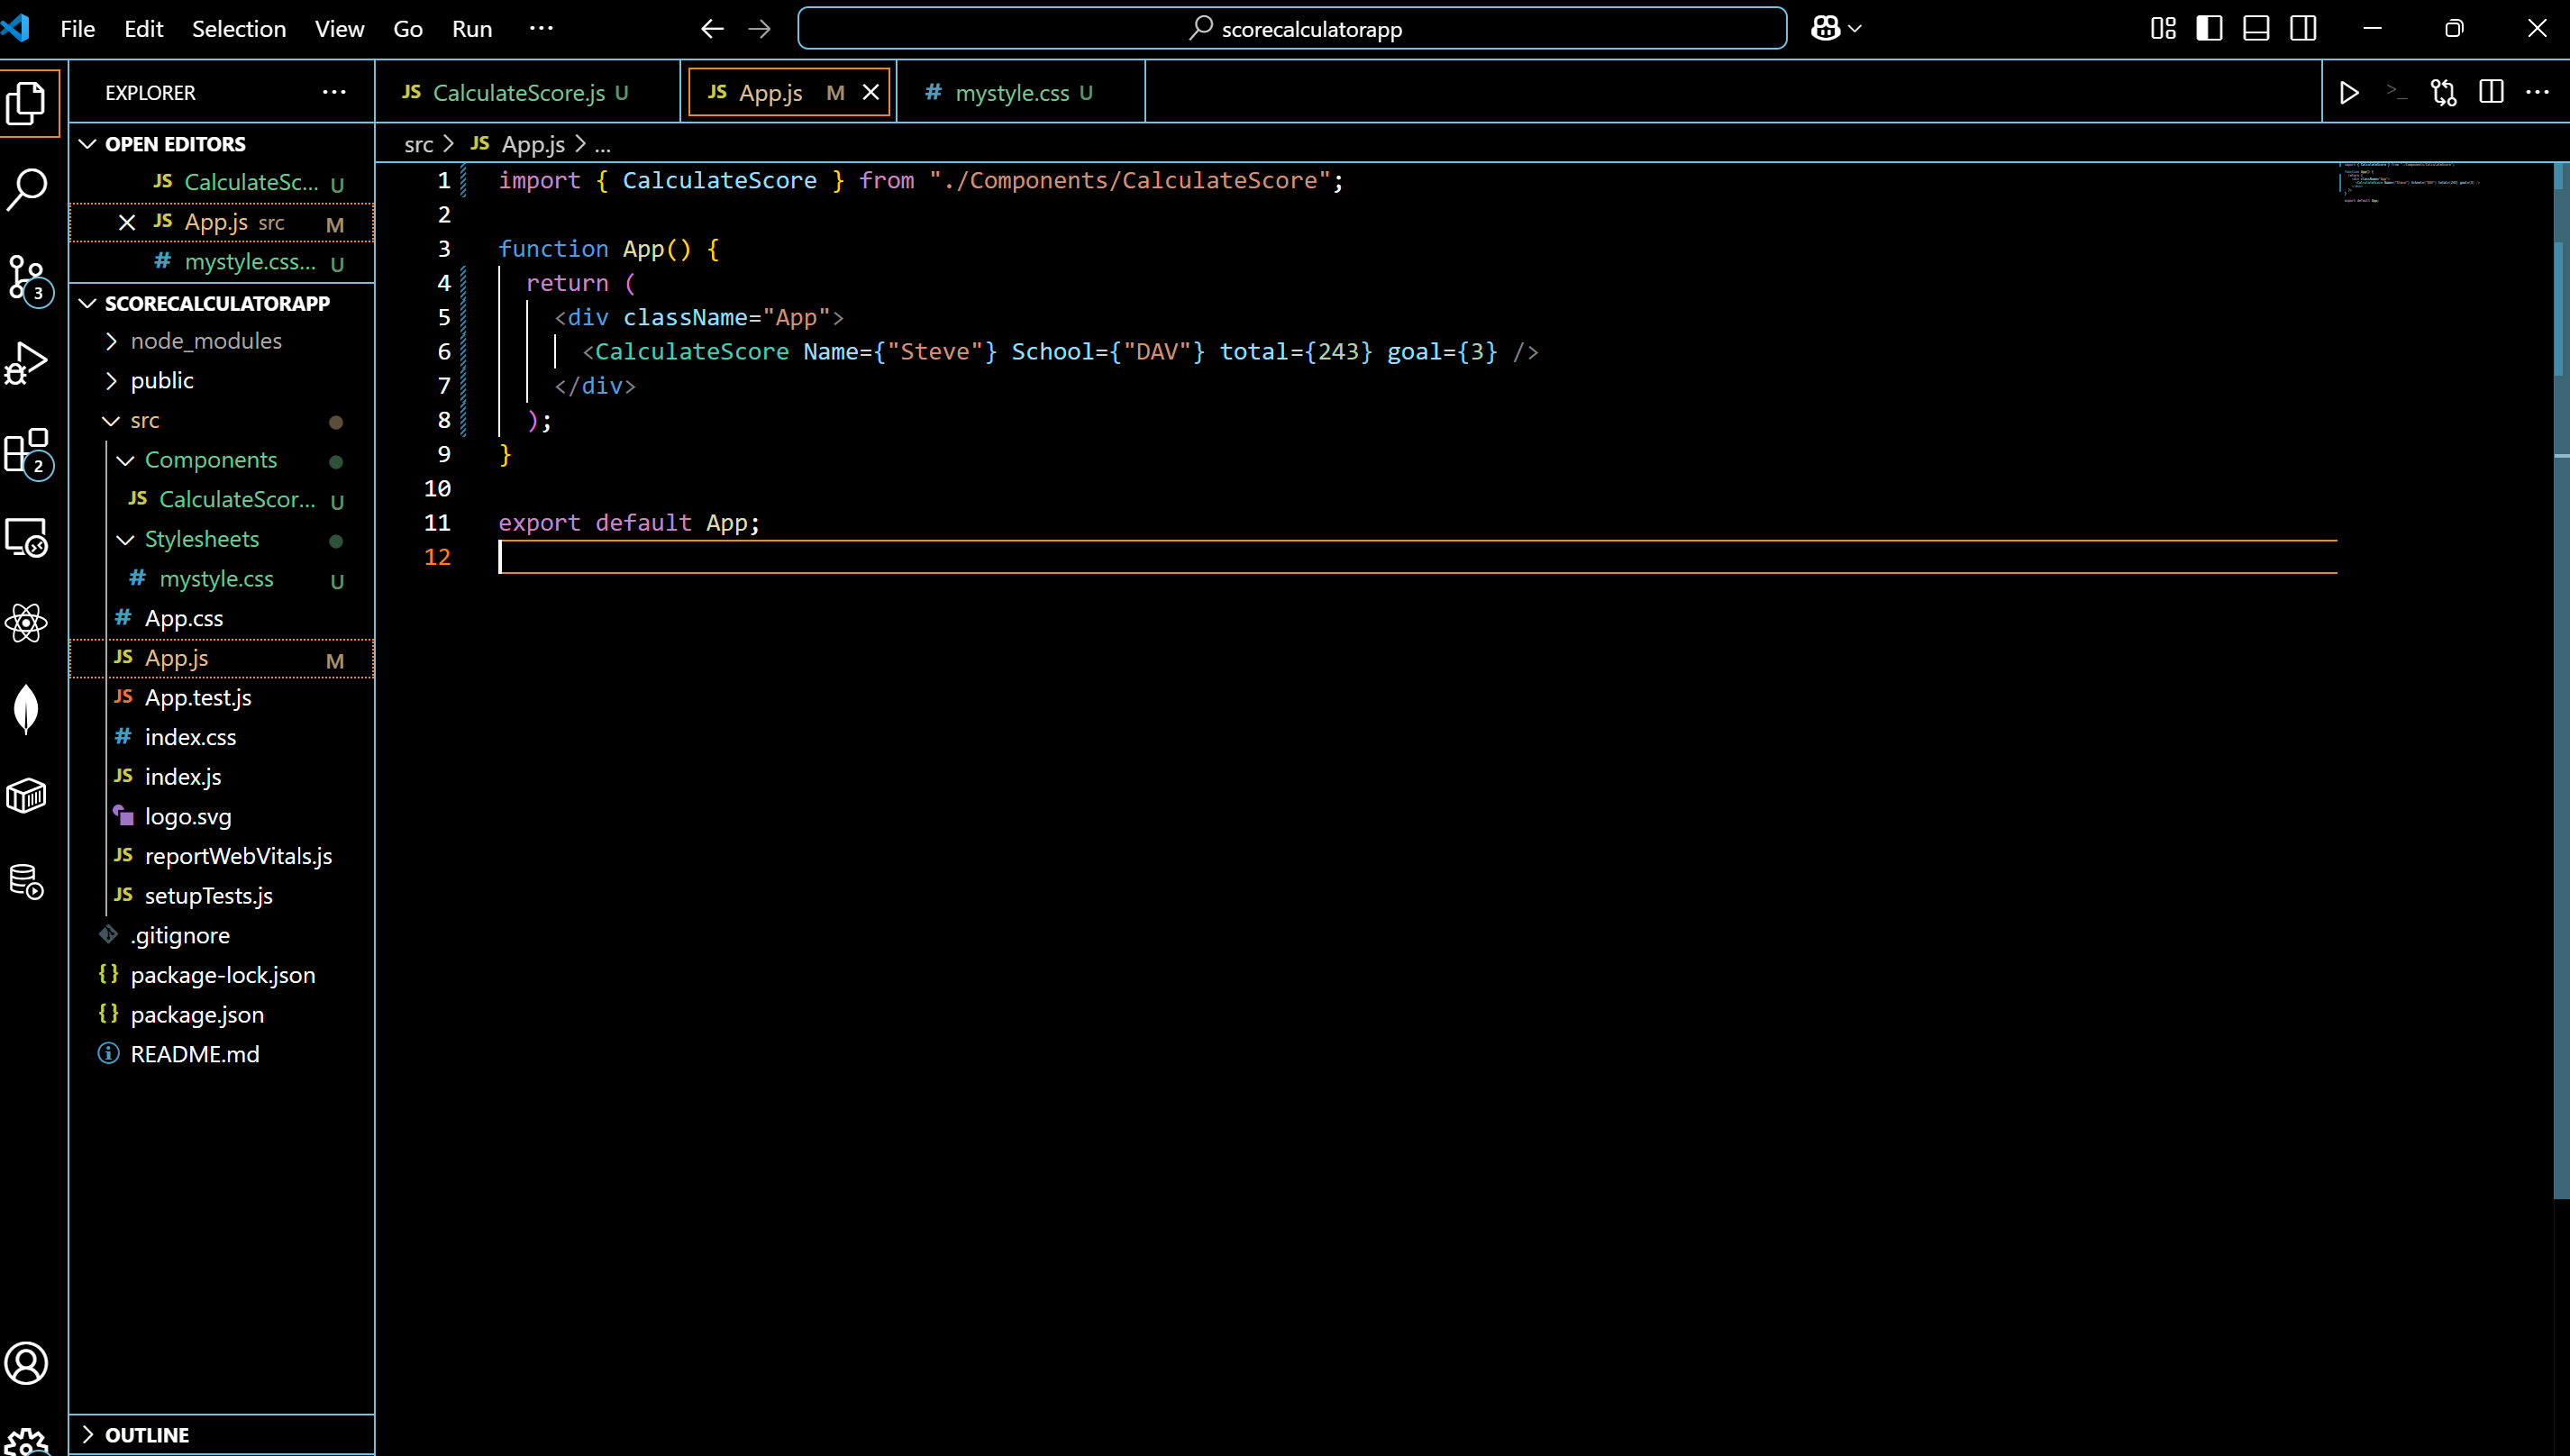 File Edit Selection View Go Run ...
scorecalculatorapp
EXPLORER ...
OPEN EDITORS
JS CalculateSc... U
JS App.js src M
# mystyle.css... U
SCORECALCULATORAPP
node_modules
public
src
Components
JS CalculateScor... U
Stylesheets
# mystyle.css U
# App.css
JS App.js M
JS App.test.js
# index.css
JS index.js
logo.svg
JS reportWebVitals.js
JS setupTests.js
.gitignore
{} package-lock.json
{} package.json
README.md
OUTLINE
3
2
JS CalculateScore.js U
JS App.js M
# mystyle.css U
src > JS App.js > ...
1 import { CalculateScore } from "./Components/CalculateScore";
2
3 function App() {
4 return (
5 <div className="App">
6 <CalculateScore Name={"Steve"} School={"DAV"} total={243} goal={3} />
7 </div>
8 );
9 }
10
11 export default App;
12